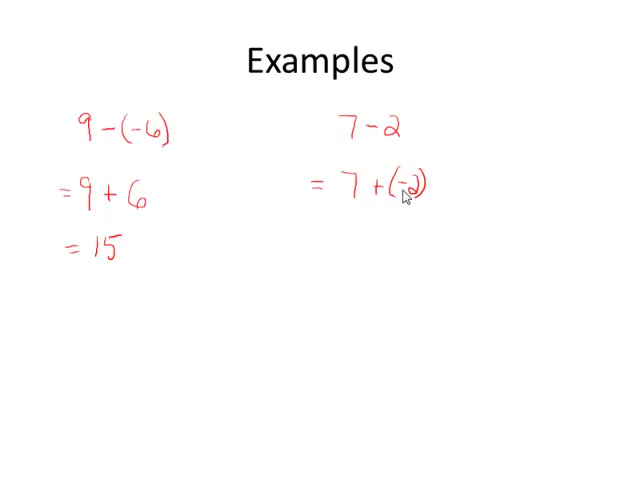 Examples
9 - (-6)
= 9 + 6
= 15
7 - 2
= 7 + (-2)